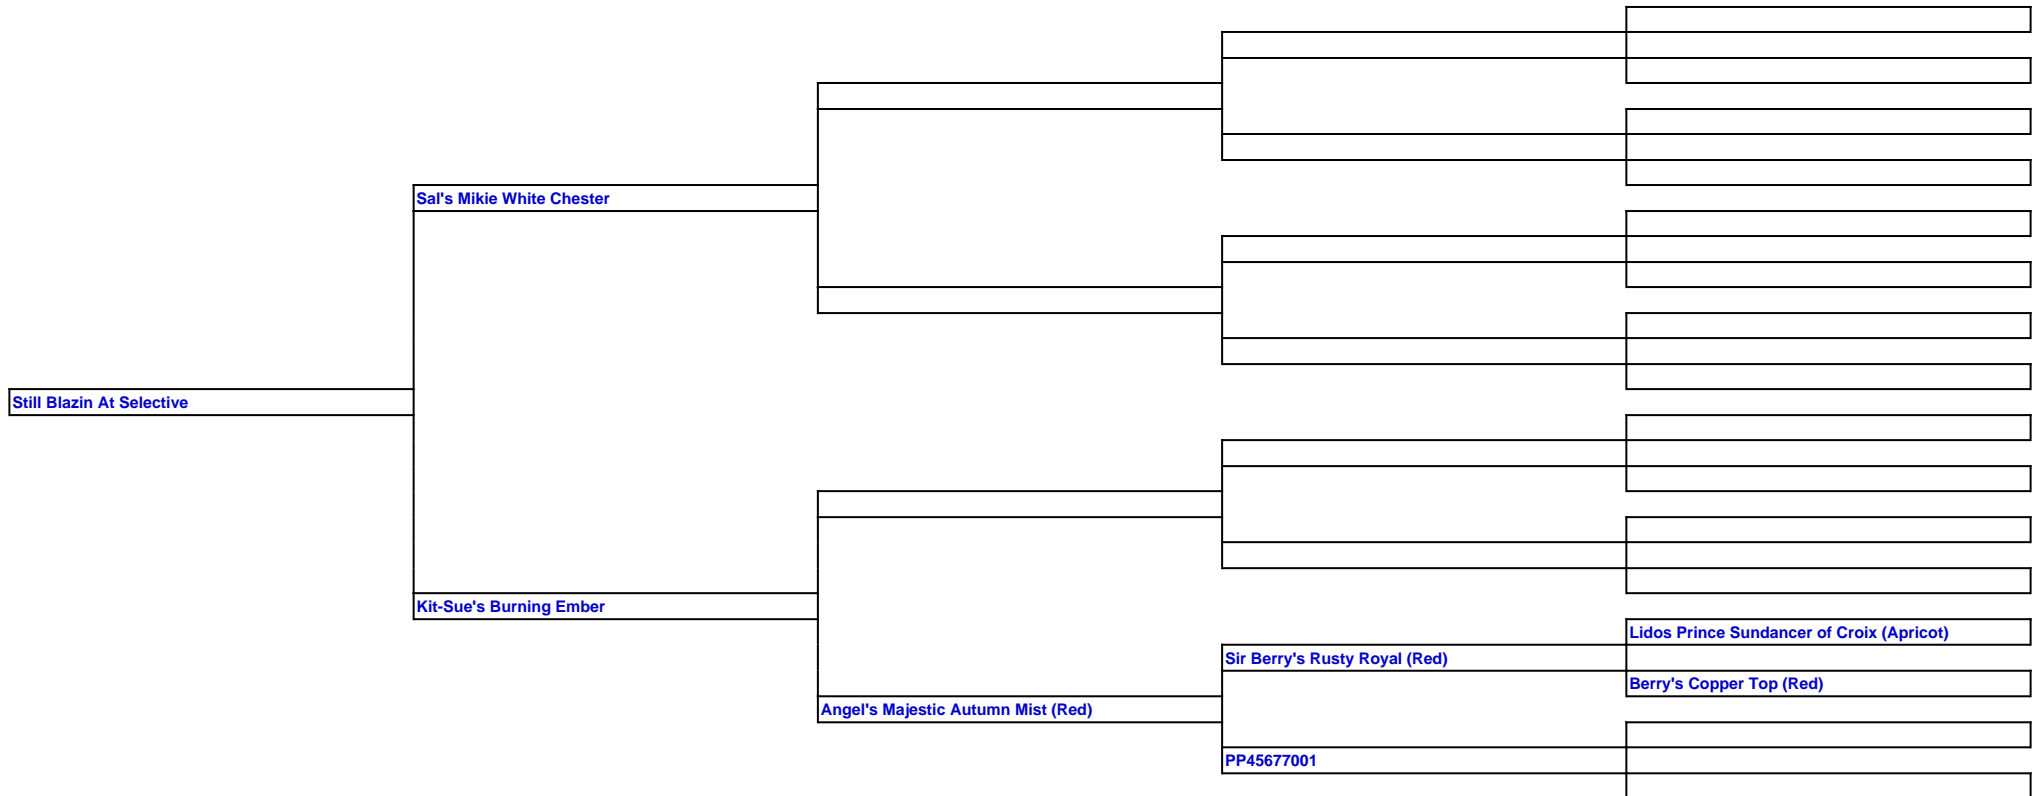 Sal's Mikie White Chester
Still Blazin At Selective
Kit-Sue's Burning Ember
Lidos Prince Sundancer of Croix (Apricot)
Sir Berry's Rusty Royal (Red)
Berry's Copper Top (Red)
Angel's Majestic Autumn Mist (Red)
PP45677001